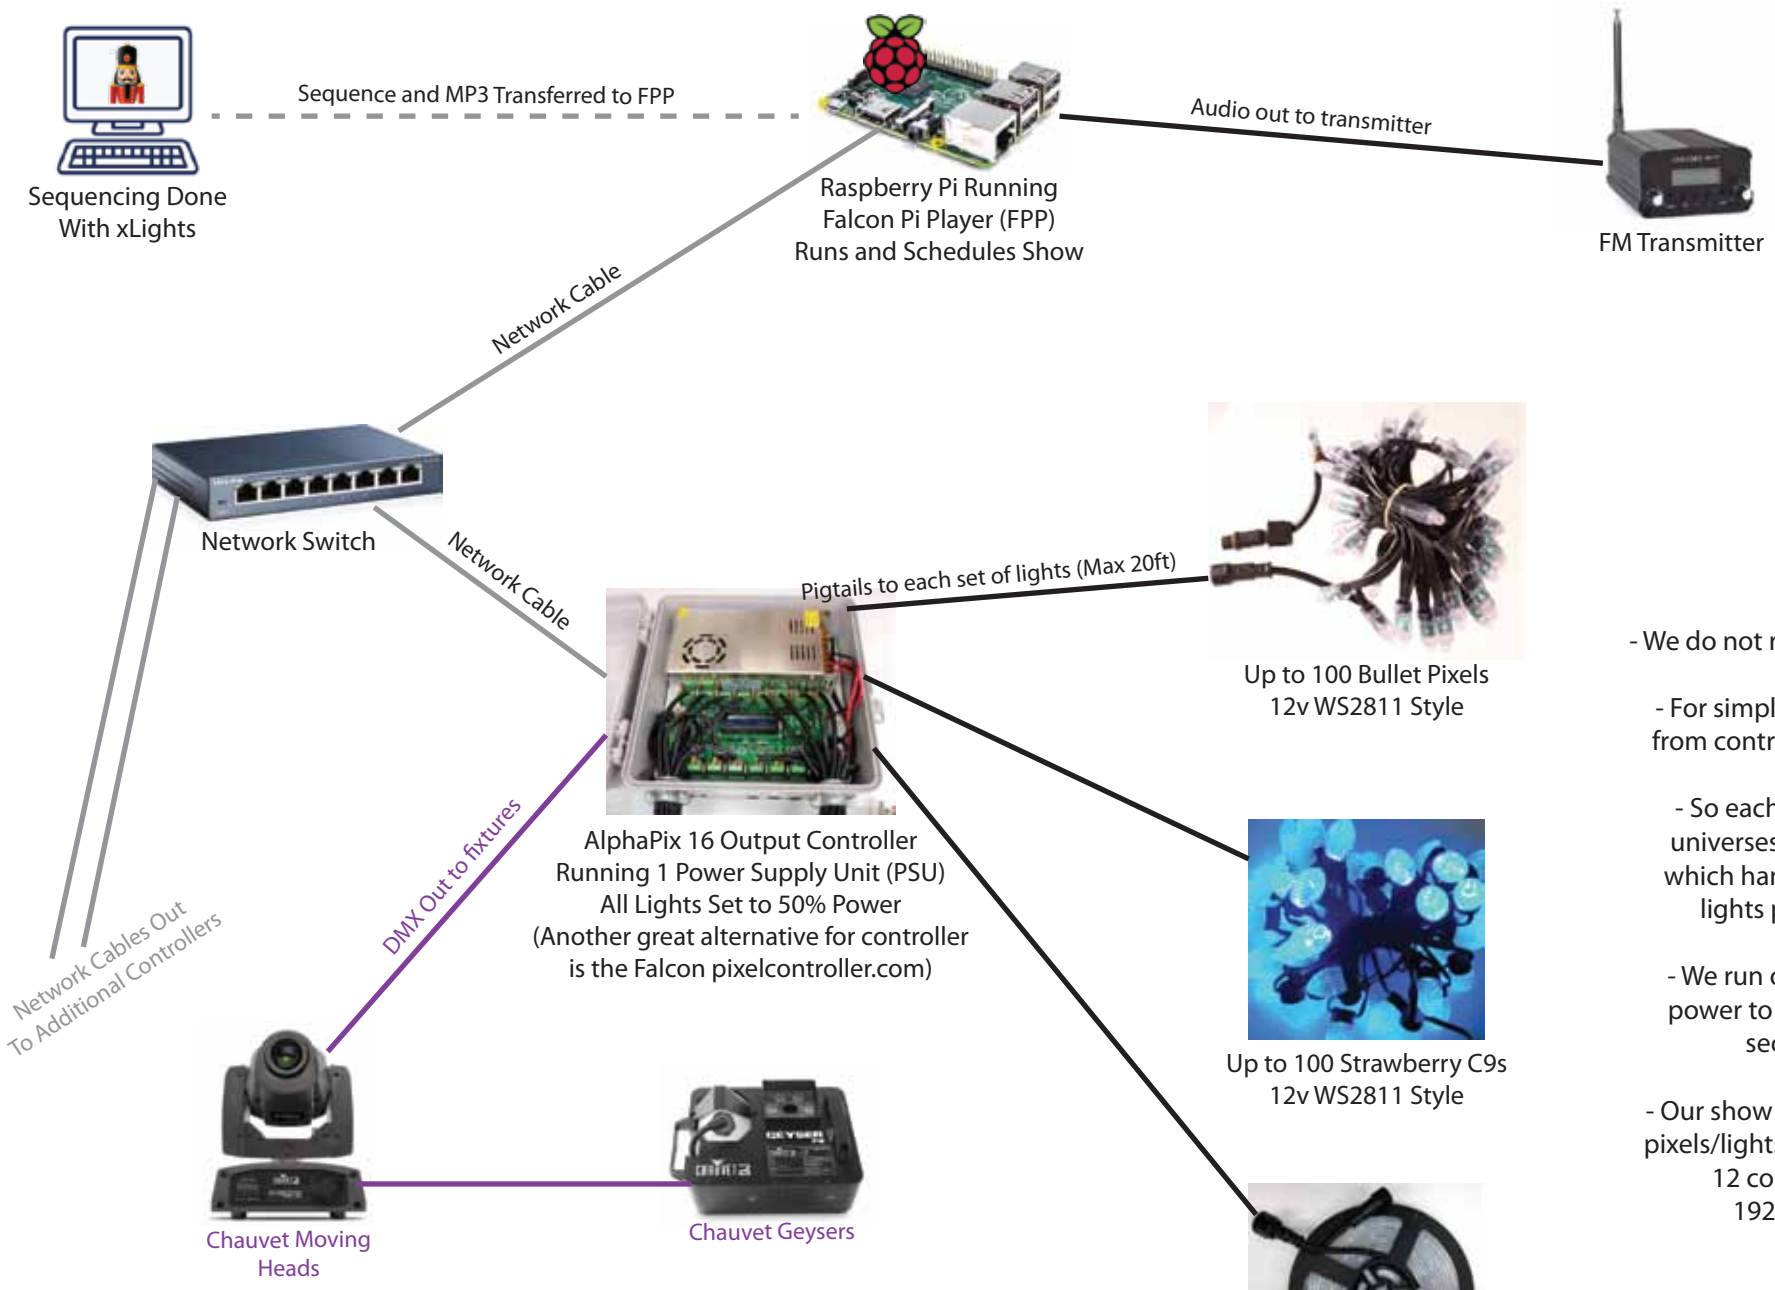 Sequence and MP3 Transferred to FPP
Sequencing Done
With xLights
Raspberry Pi Running
Falcon Pi Player (FPP)
Runs and Schedules Show
Audio out to transmitter
FM Transmitter
Network Cable
Network Switch
Network Cable
Pigtails to each set of lights (Max 20ft)
Up to 100 Bullet Pixels
12v WS2811 Style
AlphaPix 16 Output Controller
Running 1 Power Supply Unit (PSU)
All Lights Set to 50% Power
(Another great alternative for controller
is the Falcon pixelcontroller.com)
DMX Out to fixtures
Network Cables Out
To Additional Controllers
Up to 100 Strawberry C9s
12v WS2811 Style
GEYSER
CHAUVET
Chauvet Moving
Heads
Chauvet Geysers
- We do not r
- For simpl
from contr
- So each
universes
which har
lights p
- We run o
power to
sec
- Our show
pixels/lights
12 co
192